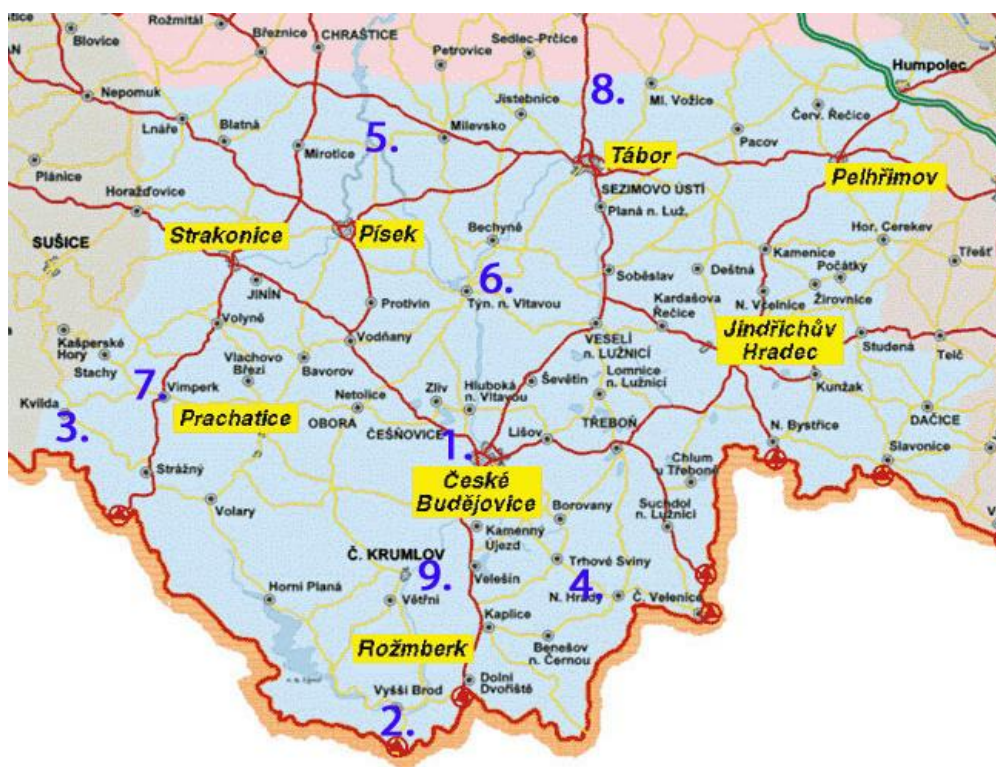 Rožmitál
Březnice
CHRAŠTICE
Sedlec-Prčice
Blovice
Petrovice
Humpolec
Nepomuk
Jistebnice
8.
Ml. Vožice
Červ. Řečice
Lnáře
Blatná
5.
Milevsko
Pacov
Mirotice
Tábor
Plánice
Pelhřimov
Horažďovice
SEZIMOVO ÚSTÍ
Planá n. Luž.
Strakonice
Písek
Bechyně
Hor. Cerekev
SUŠICE
Kamenice
Třešť
6.
Soběslav
Deštná
Počátky
JINÍN
Týn. n. Vltavou
Žirovnice
Protivín
Kardašova
Řečice
N. Včelnice
Volyně
Vodňany
VESELÍ
n. LUŽNICÍ
Jindřichův
Hradec
Kašperské
Hory
Studená
Telč
Stachy
Vlachovo
Březí
Bavorov
Lomnice
n. Lužnicí
7.
Vimperk
Zliv
Hluboká
n. Vltavou
Ševětín
Kunžak
Kvilda
Netolice
Prachatice
OBORA
DAČICE
3.
ČEŠŇOVICE
1.
Lišov
TŘEBOŇ
N. Bystřice
Slavonice
Strážný
České
Budějovice
Chlum
u Třeboně
Volary
Borovany
Suchdol
n. Lužnicí
Kamenný
Újezd
Č. KRUMLOV
Trhové Sviny
9.
Velešín
4.
Horní Planá
Větřní
N. Hrady
Č. Velenice
Kaplice
Rožmberk
Benešov
n. Černou
Dolní
Dvořiště
Vyšší Brod
2.